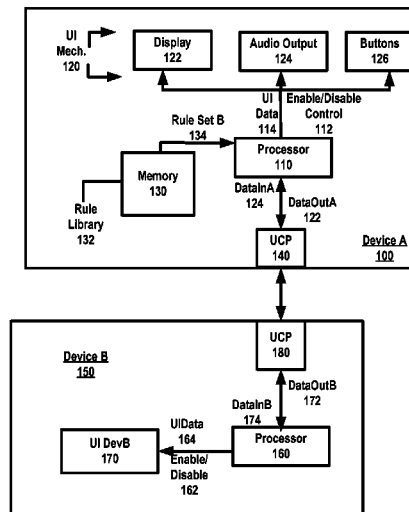 UI
Mech.
120
Display
122
Audio Output
124
Buttons
126
UI
Data
114
Enable/Disable
Control
112
Rule Set B
134
Processor
110
Memory
130
Rule
Library
132
DataInA
124
DataOutA
122
UCP
140
Device A
100
Device B
150
UCP
180
DataOutB
172
DataInB
174
UIData
164
Enable/
Disable
162
UI DevB
170
Processor
160